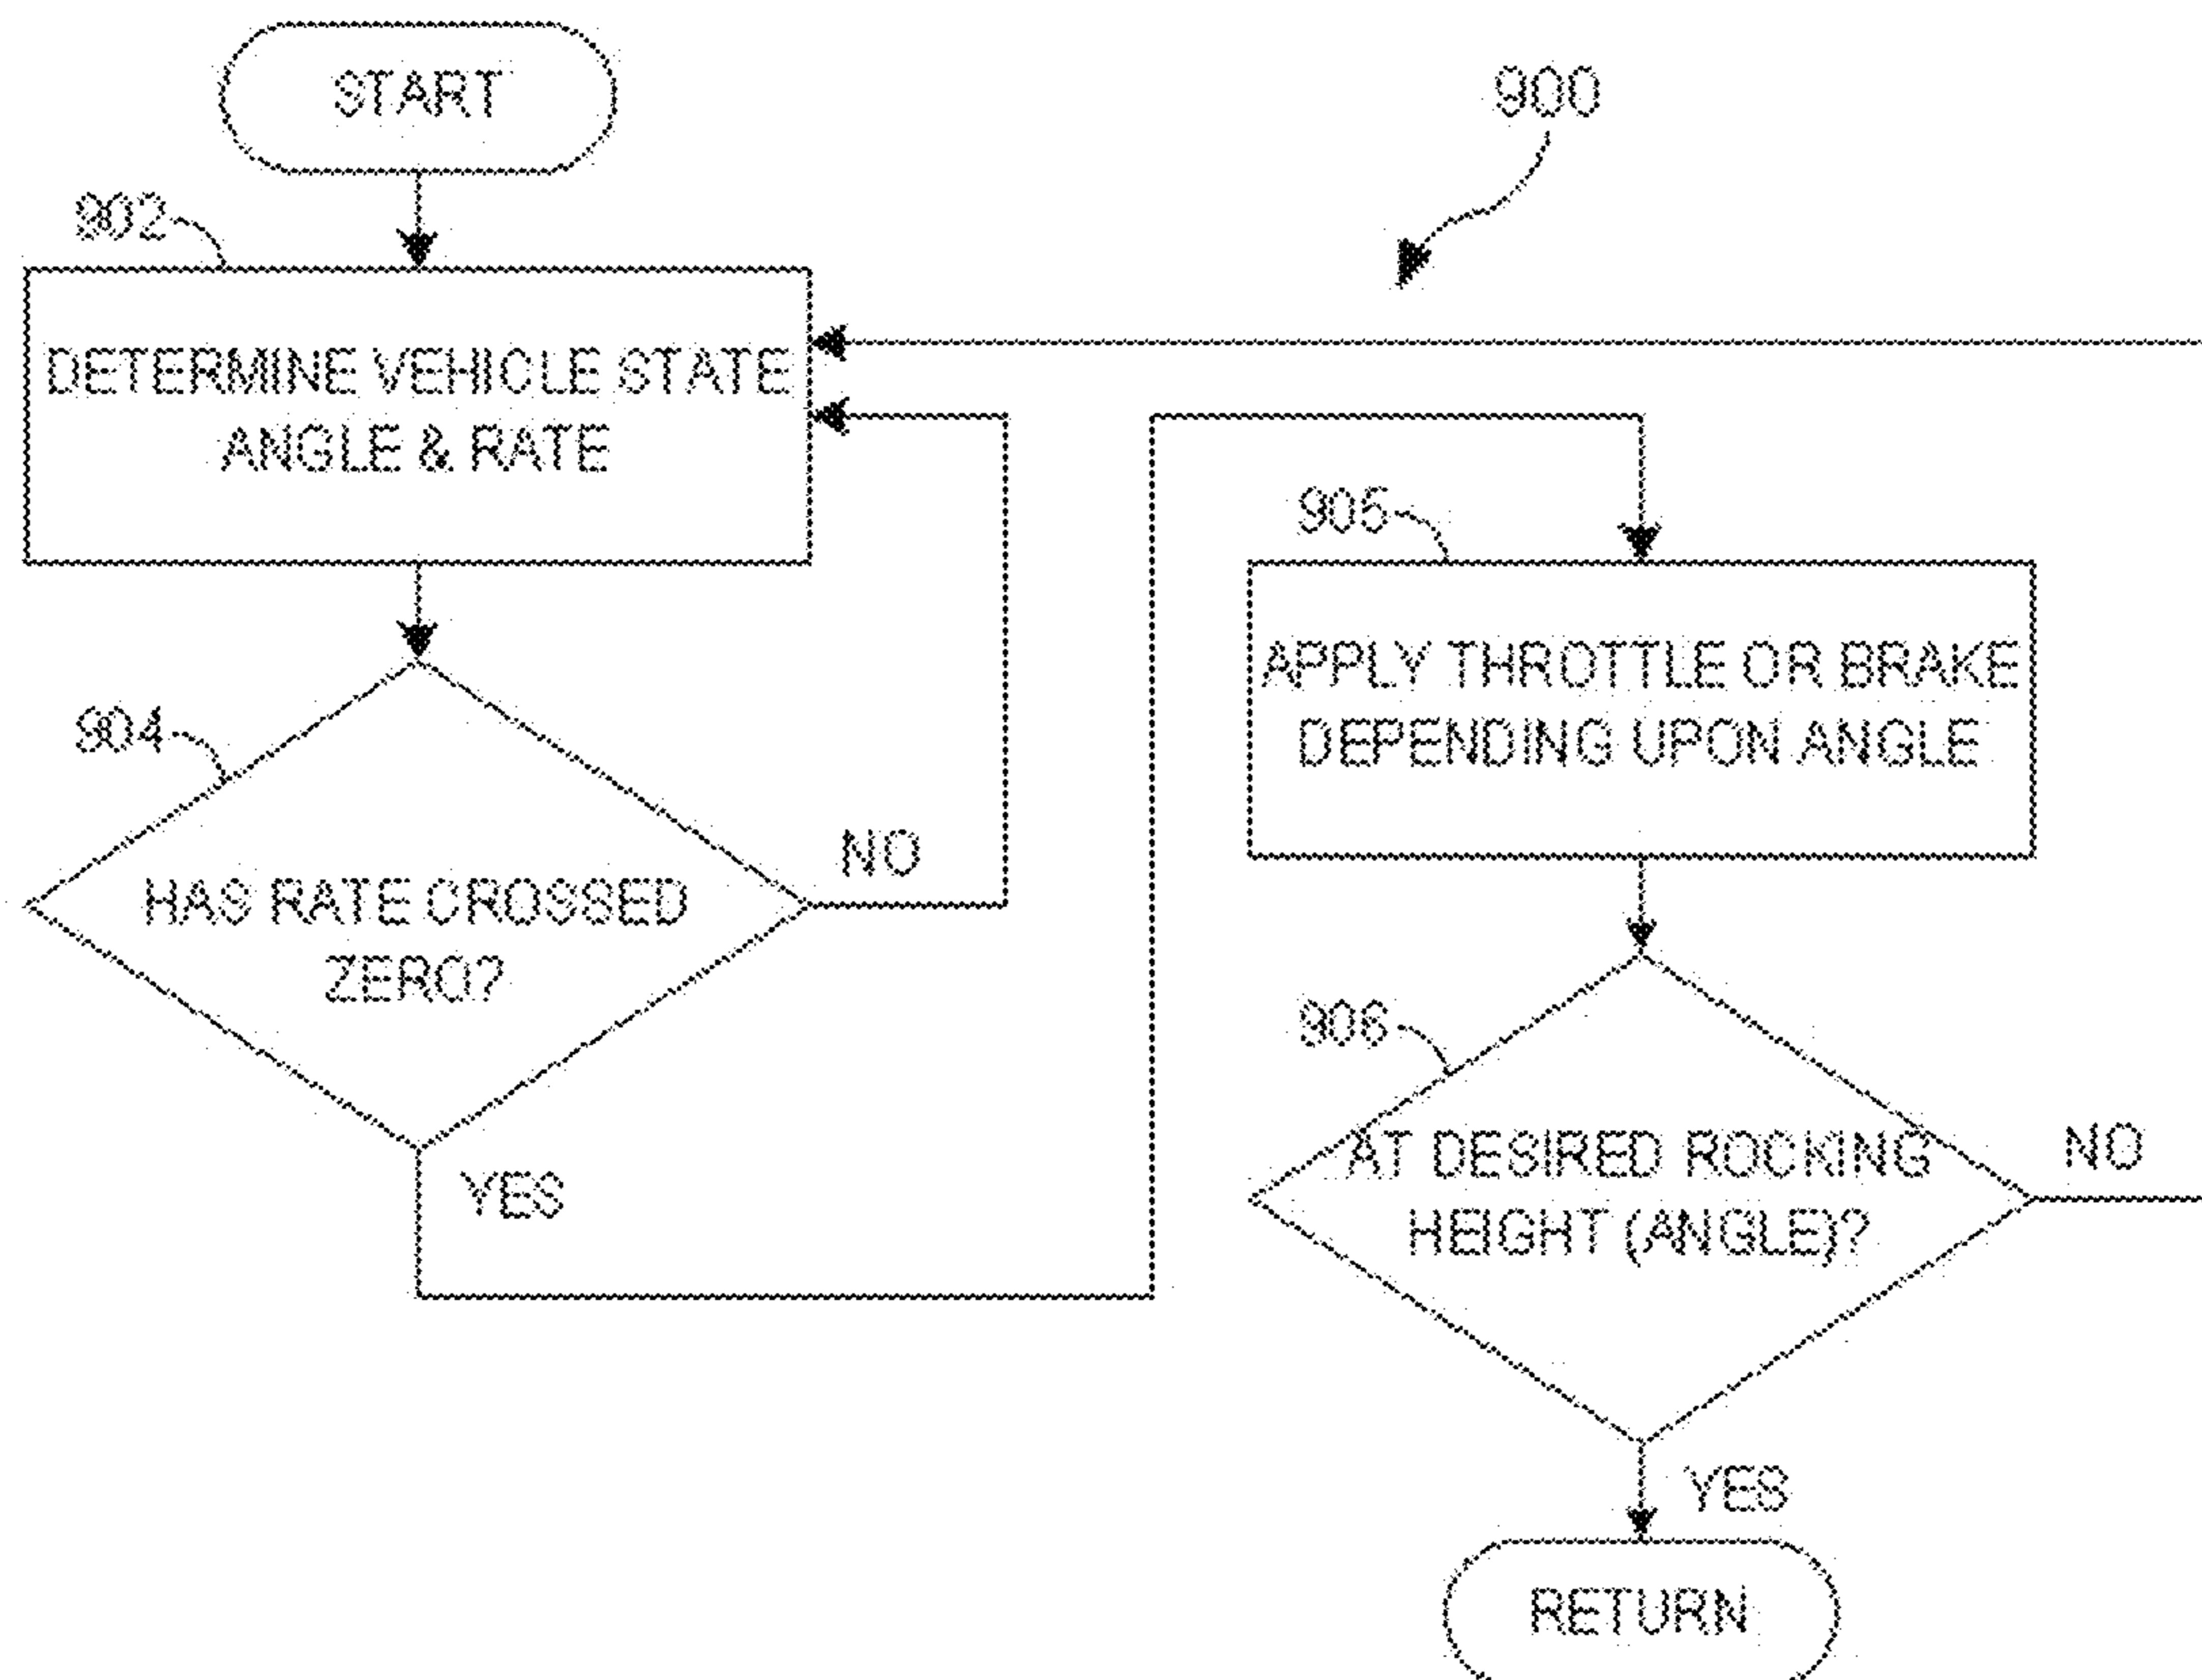 START
900
902
DETERMINE VEHICLE STATE
ANGLE & RATE
904
HAS RATE CROSSED
ZERO?
NO
YES
905
APPLY THROTTLE OR BRAKE
DEPENDING UPON ANGLE
906
AT DESIRED ROCKING
HEIGHT (ANGLE)?
NO
YES
RETURN